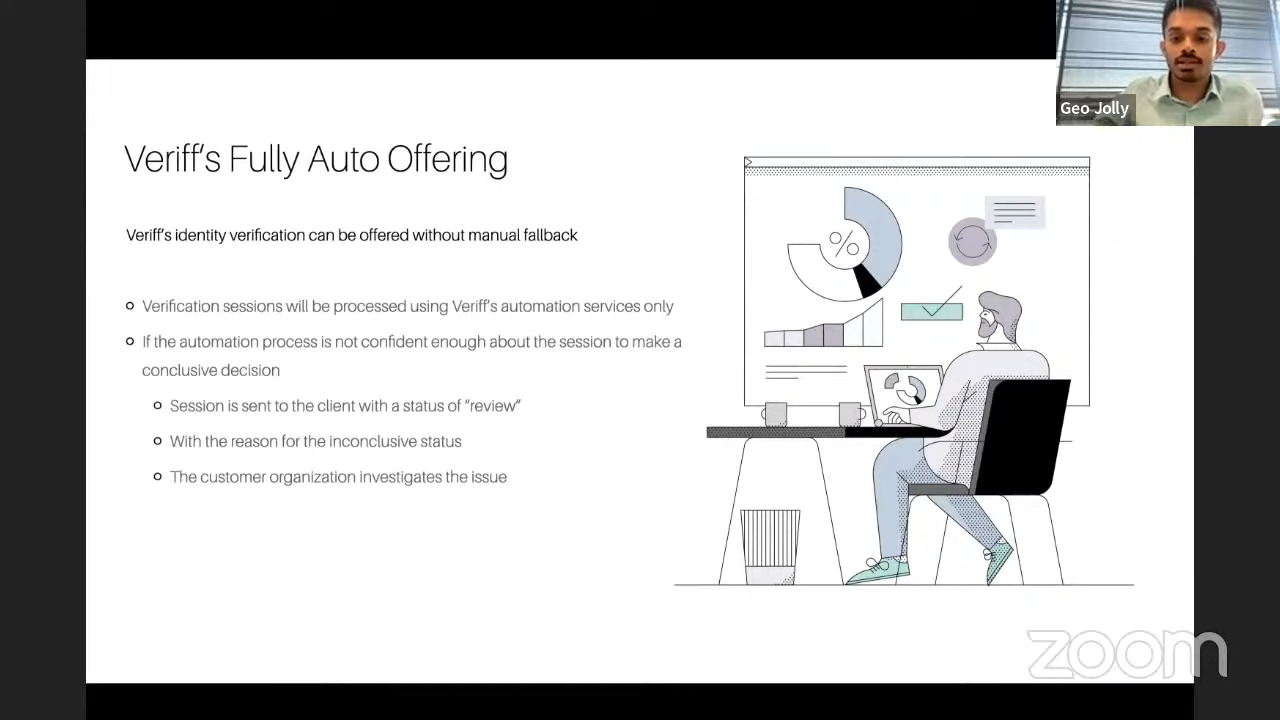 Geo Jolly
Veriff's Fully Auto Offering
Veriff's identity verification can be offered without manual fallback
Verification sessions will be processed using Veriff's automation services only
If the automation process is not confident enough about the session to make a
conclusive decision
Session is sent to the client with a status of "review"
With the reason for the inconclusive status
The customer organization investigates the issue
%
zoom